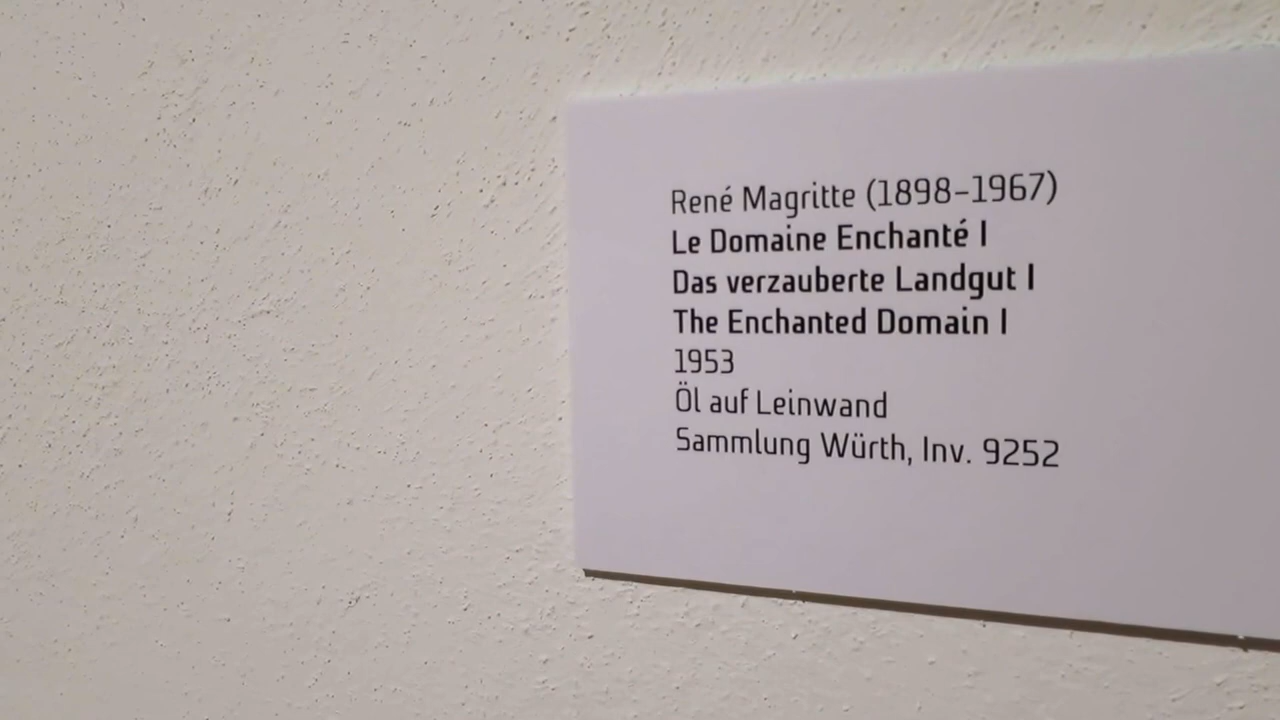 René Magritte (1898–1967)
Le Domaine Enchanté I
Das verzauberte Landgut I
The Enchanted Domain I
1953
Öl auf Leinwand
Sammlung Würth, Inv. 9252